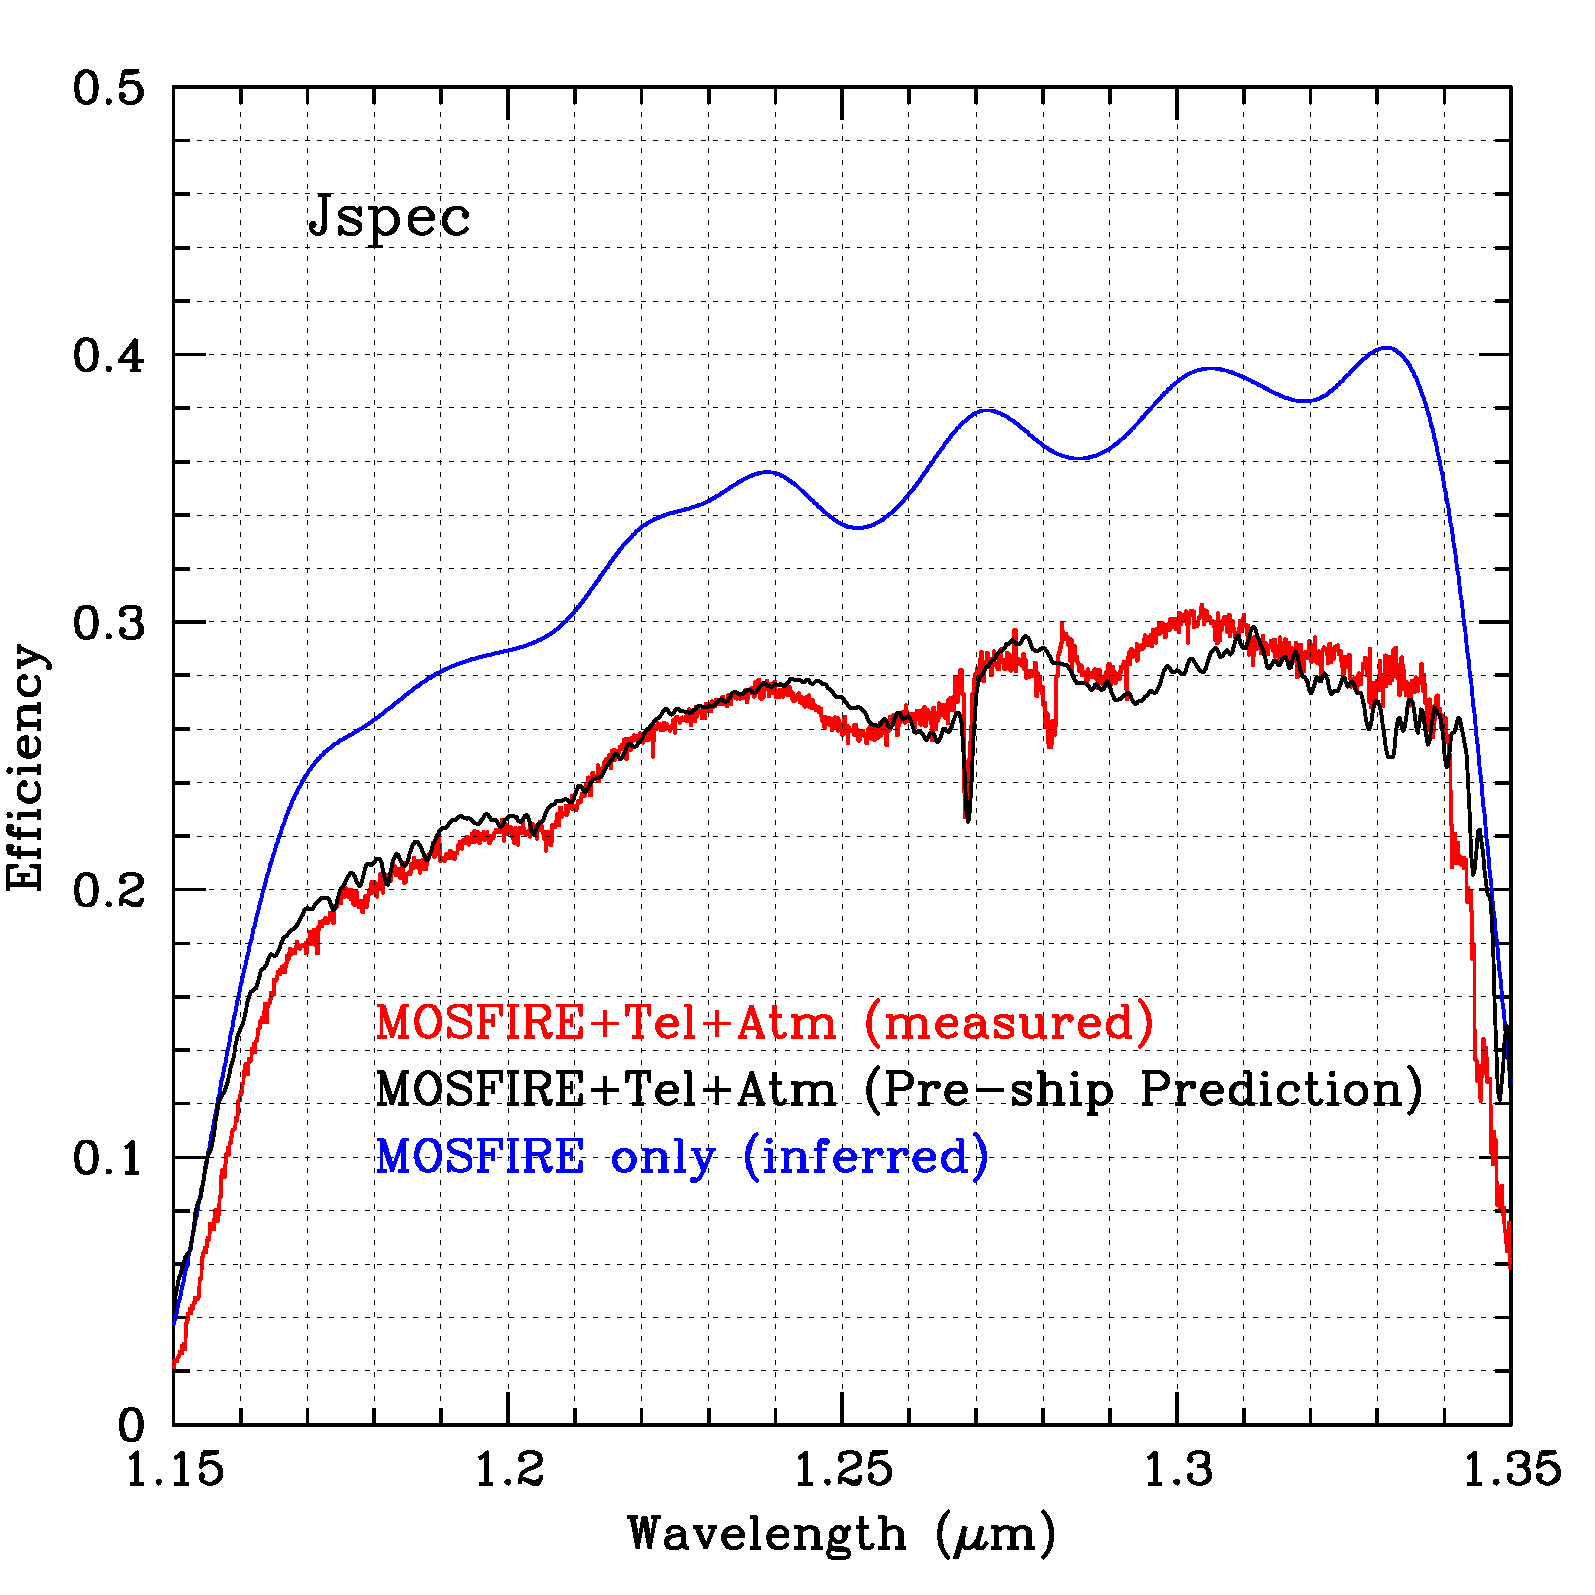 0.5
Jspec
0.4
0.3
Efficiency
0.2
MOSFIRE+Tel+Atm (measured)
MOSFIRE+Tel+Atm (Pre-ship Prediction)
0.1
MOSFIRE only (inferred)
0
1.15 1.2 1.25 1.3 1.35
Wavelength (μm)